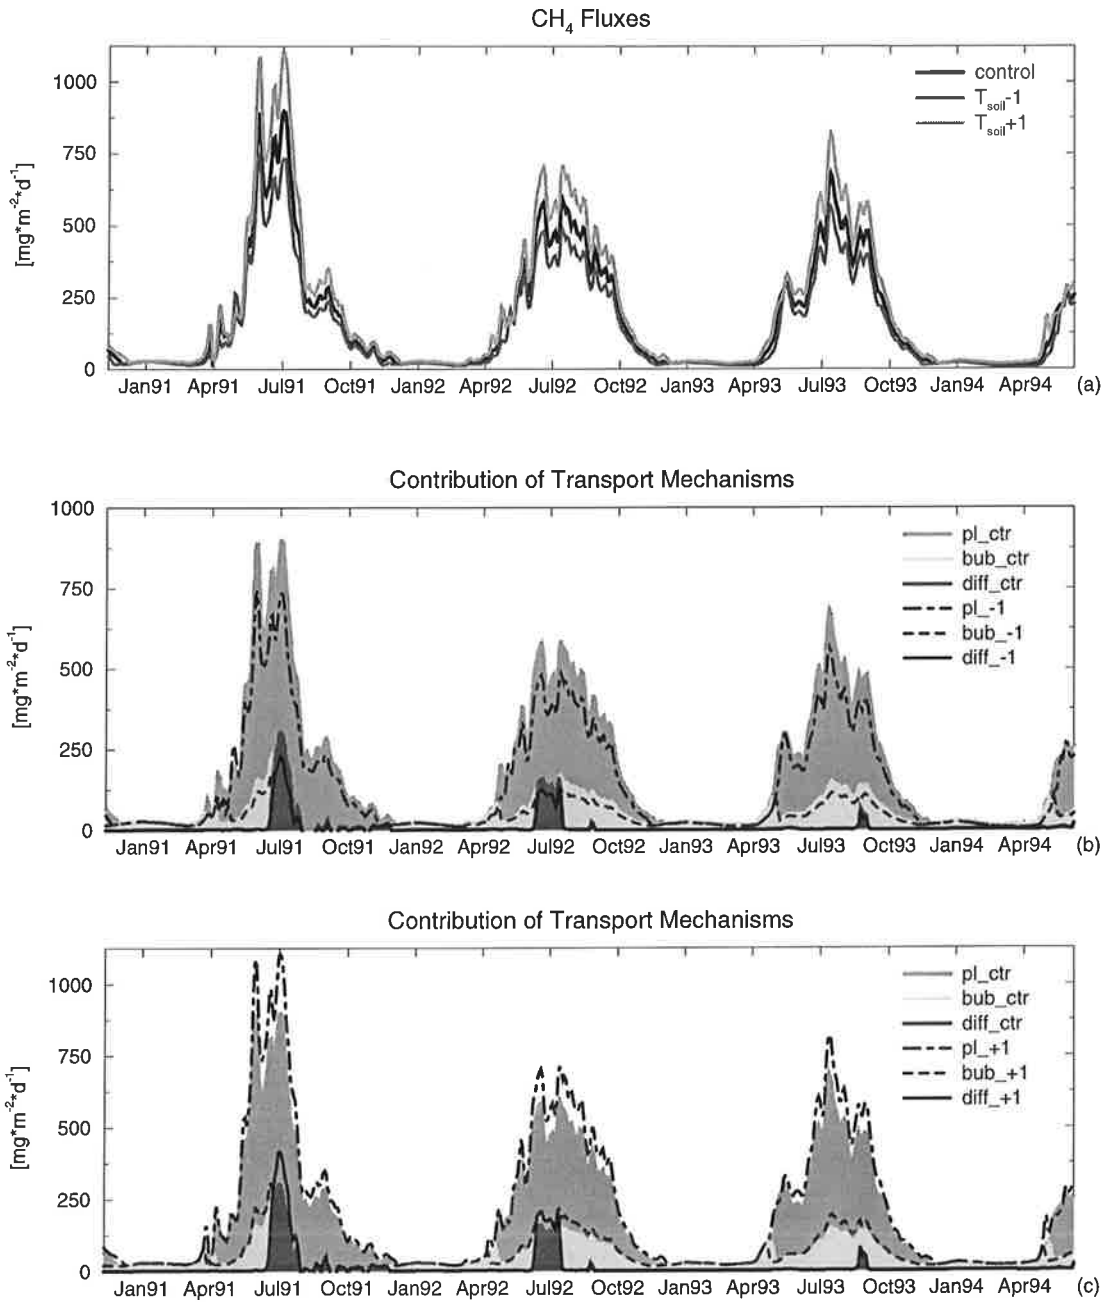 CH₄ Fluxes
1000
750
500
250
0
[mg*m⁻²*d⁻¹]
control
Tsoil-1
Tsoil+1
Jan91 Apr91 Jul91 Oct91 Jan92 Apr92 Jul92 Oct92 Jan93 Apr93 Jul93 Oct93 Jan94 Apr94 (a)
Contribution of Transport Mechanisms
1000
750
500
250
0
[mg*m⁻²*d⁻¹]
pl_ctr
bub_ctr
diff_ctr
pl_-1
bub_-1
diff_-1
Jan91 Apr91 Jul91 Oct91 Jan92 Apr92 Jul92 Oct92 Jan93 Apr93 Jul93 Oct93 Jan94 Apr94 (b)
Contribution of Transport Mechanisms
1000
750
500
250
0
[mg*m⁻²*d⁻¹]
pl_ctr
bub_ctr
diff_ctr
pl_+1
bub_+1
diff_+1
Jan91 Apr91 Jul91 Oct91 Jan92 Apr92 Jul92 Oct92 Jan93 Apr93 Jul93 Oct93 Jan94 Apr94 (c)